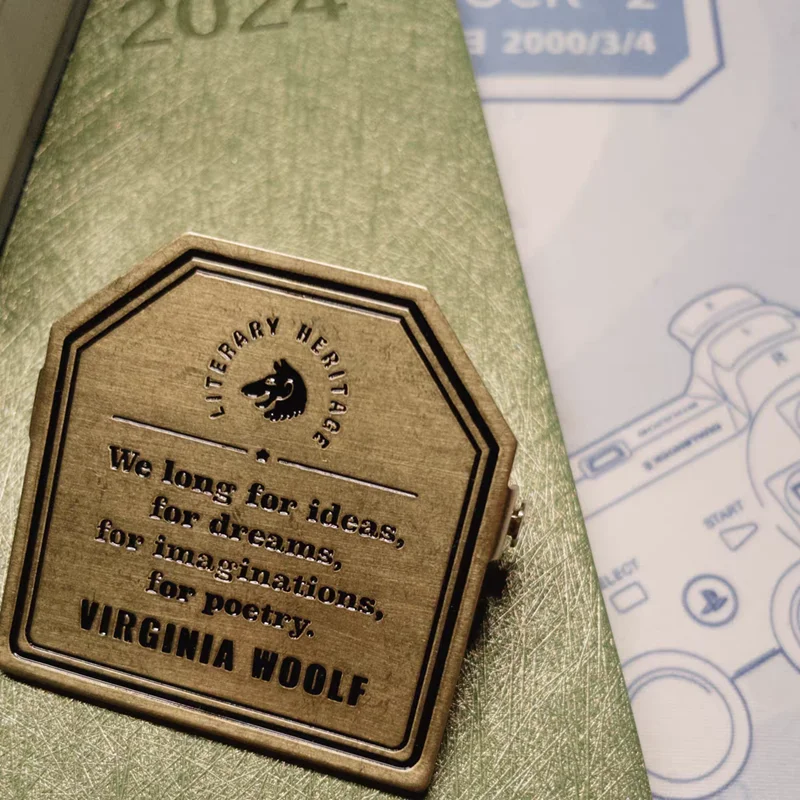 2024
2000/3/4
LITERARY HERITAGE
We long for ideas,
for dreams,
for imaginations,
for poetry.
VIRGINIA WOOLF
R
START